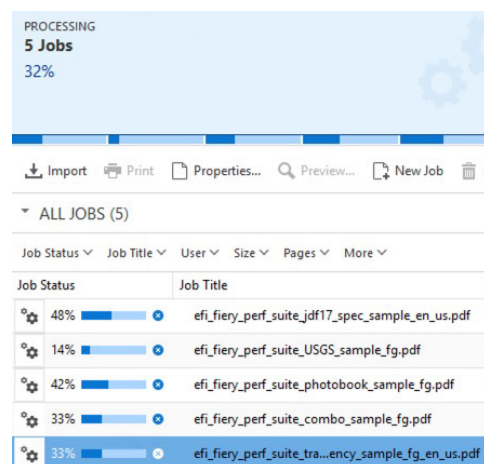 PROCESSING
5 Jobs
32%
Import Print Properties... Preview... New Job
ALL JOBS (5)
Job Status Job Title User Size Pages More
Job Status Job Title
48% efi_fiery_perf_suite_jdf17_spec_sample_en_us.pdf
14% efi_fiery_perf_suite_USGS_sample_fg.pdf
42% efi_fiery_perf_suite_photobook_sample_fg.pdf
33% efi_fiery_perf_suite_combo_sample_fg.pdf
33% efi_fiery_perf_suite_tra...ency_sample_fg_en_us.pdf